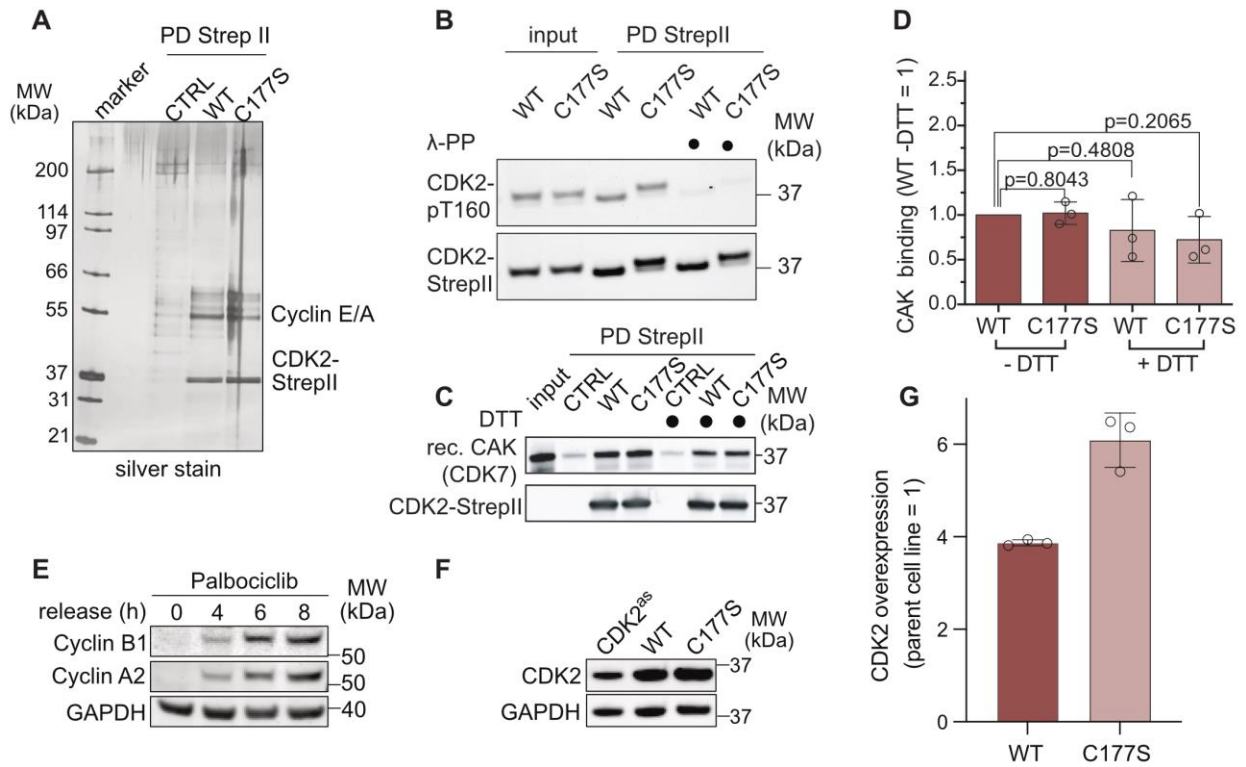 A
PD Strep II
MW
(kDa)
marker
CTRL
WT
C177S
200
114
97
66
55
37
31
21
Cyclin E/A
CDK2-
StrepII
silver stain
B
input
PD StrepII
WT
C177S
WT
C177S
WT
C177S
λ-PP
MW
(kDa)
CDK2-
pT160
37
CDK2-
StrepII
37
C
PD StrepII
input
CTRL
WT
C177S
CTRL
WT
C177S
MW
(kDa)
DTT
rec. CAK
(CDK7)
37
CDK2-StrepII
37
D
CAK binding (WT -DTT = 1)
2.5
2.0
1.5
1.0
0.5
0.0
p=0.2065
p=0.4808
p=0.8043
WT
C177S
WT
C177S
- DTT
+ DTT
E
Palbociclib
MW
(kDa)
release (h)
0
4
6
8
Cyclin B1
50
Cyclin A2
50
GAPDH
40
F
CDK2as
WT
C177S
MW
(kDa)
CDK2
37
GAPDH
37
G
CDK2 overexpression
(parent cell line = 1)
6
4
2
0
WT
C177S